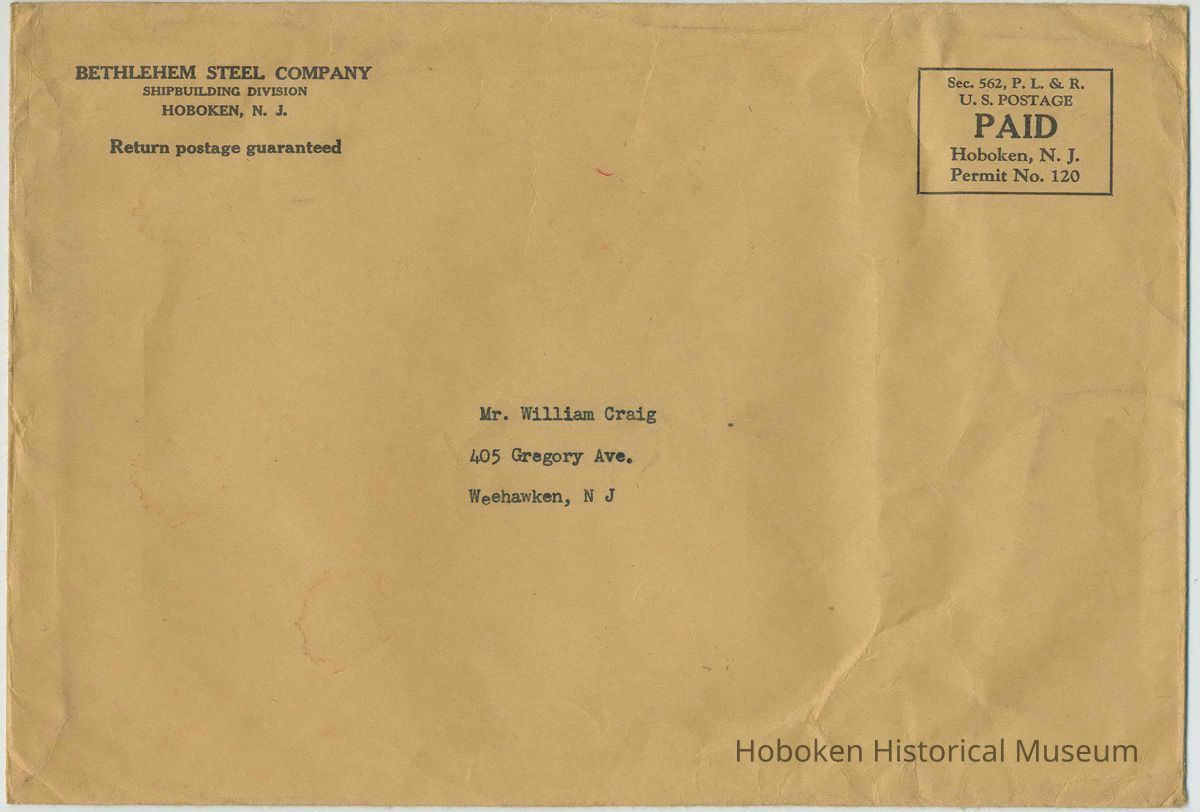 BETHLEHEM STEEL COMPANY
SHIPBUILDING DIVISION
HOBOKEN, N. J.
Return postage guaranteed
Sec. 562, P. L. & R.
U. S. POSTAGE
PAID
Hoboken, N. J.
Permit No. 120
Mr. William Craig
405 Gregory Ave.
Weehawken, N J
Hoboken Historical Museum